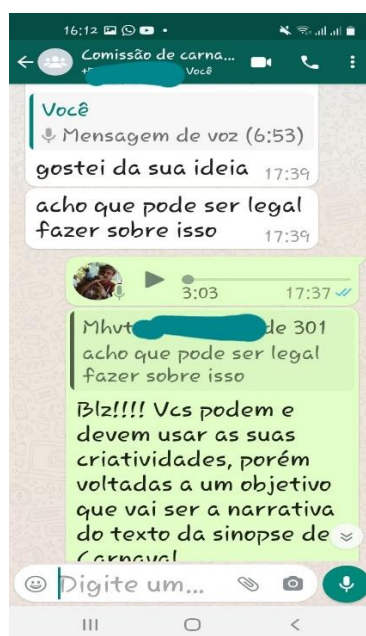 16:12
Comissão de carna...
Você
Você
Mensagem de voz (6:53)
gostei da sua ideia 17:39
acho que pode ser legal
fazer sobre isso 17:39
3:03 17:37
Mhvt de 301
acho que pode ser legal
fazer sobre isso
Blz!!!! Vcs podem e
devem usar as suas
criatividades, porém
voltadas a um objetivo
que vai ser a narrativa
do texto da sinopse de
Carnaval
Digite um...